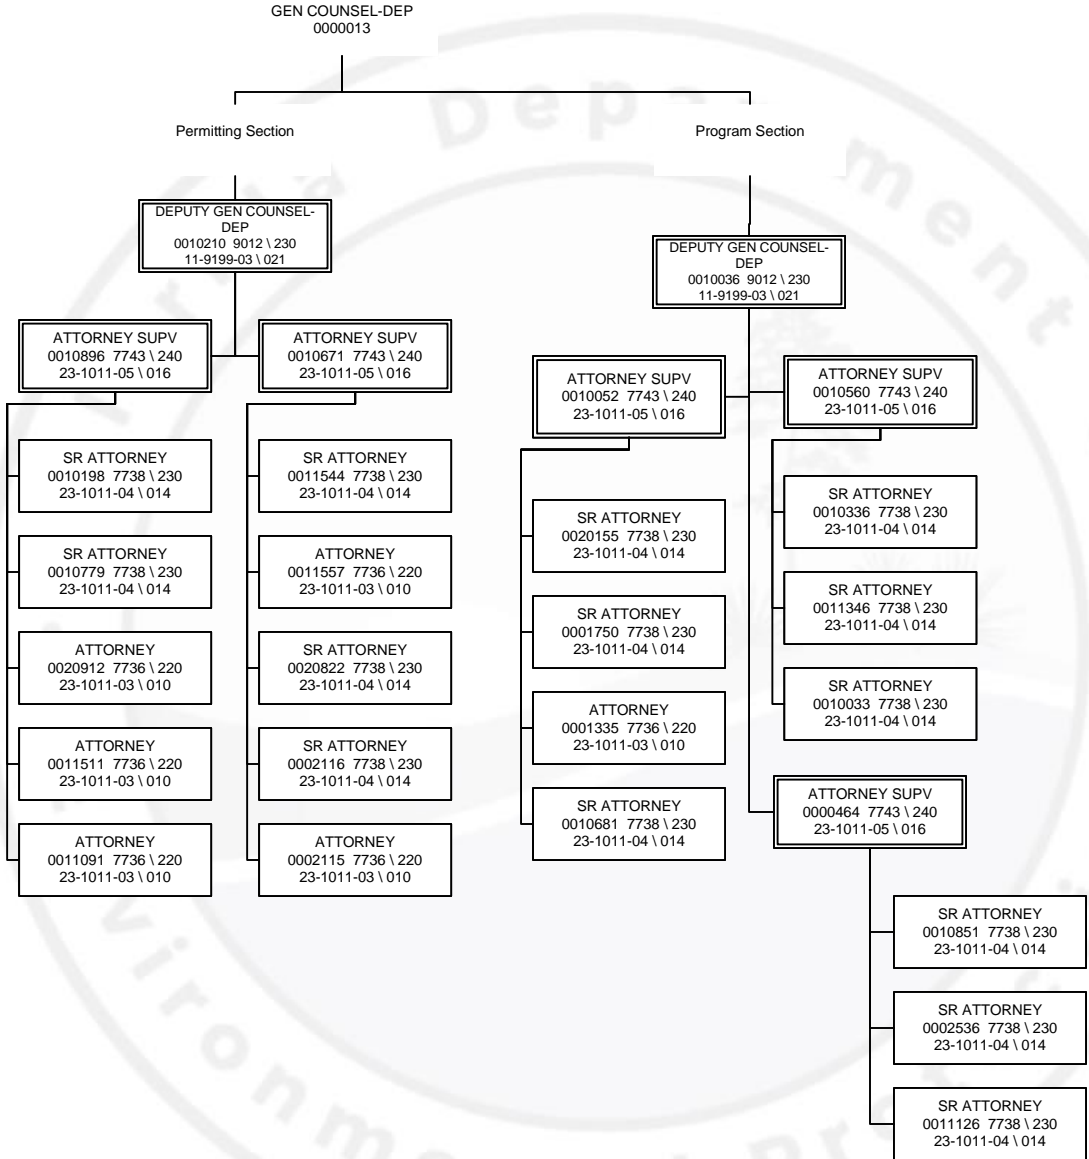 GEN COUNSEL-DEP
0000013
Permitting Section
Program Section
DEPUTY GEN COUNSEL-
DEP
0010210 9012 \ 230
11-9199-03 \ 021
DEPUTY GEN COUNSEL-
DEP
0010036 9012 \ 230
11-9199-03 \ 021
ATTORNEY SUPV
0010896 7743 \ 240
23-1011-05 \ 016
SR ATTORNEY
0010198 7738 \ 230
23-1011-04 \ 014
SR ATTORNEY
0010779 7738 \ 230
23-1011-04 \ 014
ATTORNEY
0020912 7736 \ 220
23-1011-03 \ 010
ATTORNEY
0011511 7736 \ 220
23-1011-03 \ 010
ATTORNEY
0011091 7736 \ 220
23-1011-03 \ 010
ATTORNEY SUPV
0010671 7743 \ 240
23-1011-05 \ 016
SR ATTORNEY
0011544 7738 \ 230
23-1011-04 \ 014
ATTORNEY
0011557 7736 \ 220
23-1011-03 \ 010
SR ATTORNEY
0020822 7738 \ 230
23-1011-04 \ 014
SR ATTORNEY
0002116 7738 \ 230
23-1011-04 \ 014
ATTORNEY
0002115 7736 \ 220
23-1011-03 \ 010
ATTORNEY SUPV
0010052 7743 \ 240
23-1011-05 \ 016
SR ATTORNEY
0020155 7738 \ 230
23-1011-04 \ 014
SR ATTORNEY
0001750 7738 \ 230
23-1011-04 \ 014
ATTORNEY
0001335 7736 \ 220
23-1011-03 \ 010
SR ATTORNEY
0010681 7738 \ 230
23-1011-04 \ 014
ATTORNEY SUPV
0010560 7743 \ 240
23-1011-05 \ 016
SR ATTORNEY
0010336 7738 \ 230
23-1011-04 \ 014
SR ATTORNEY
0011346 7738 \ 230
23-1011-04 \ 014
SR ATTORNEY
0010033 7738 \ 230
23-1011-04 \ 014
ATTORNEY SUPV
0000464 7743 \ 240
23-1011-05 \ 016
SR ATTORNEY
0010851 7738 \ 230
23-1011-04 \ 014
SR ATTORNEY
0002536 7738 \ 230
23-1011-04 \ 014
SR ATTORNEY
0011126 7738 \ 230
23-1011-04 \ 014